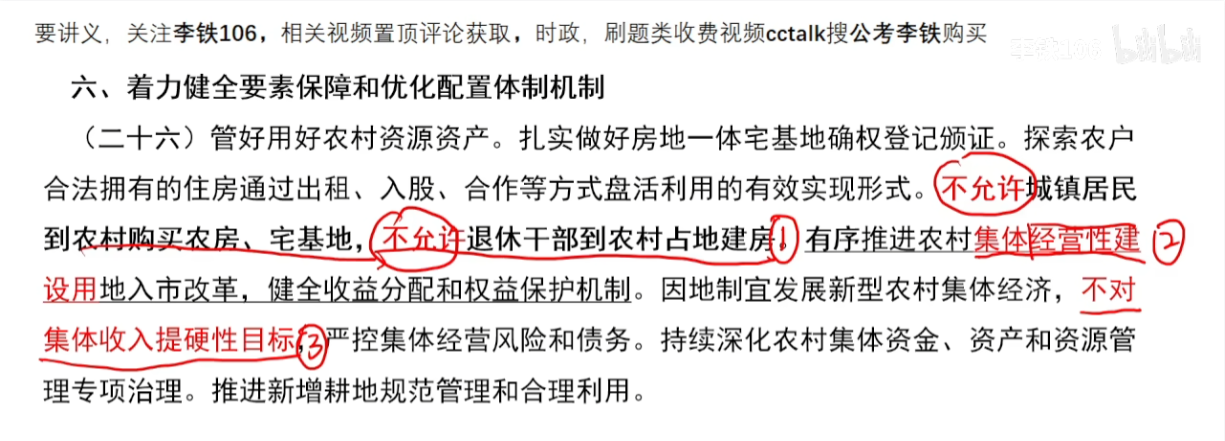 要讲义，关注李铁106，相关视频置顶评论获取，时政，刷题类收费视频cctalk搜公考李铁购买
李铁106 bilibili
六、着力健全要素保障和优化配置体制机制
（二十六）管好用好农村资源资产。扎实做好房地一体宅基地确权登记颁证。探索农户
合法拥有的住房通过出租、入股、合作等方式盘活利用的有效实现形式。不允许城镇居民
到农村购买农房、宅基地，不允许退休干部到农村占地建房。①有序推进农村集体经营性建②
设用地入市改革，健全收益分配和权益保护机制。因地制宜发展新型农村集体经济，不对
集体收入提硬性目标，③严控集体经营风险和债务。持续深化农村集体资金、资产和资源管
理专项治理。推进新增耕地规范管理和合理利用。